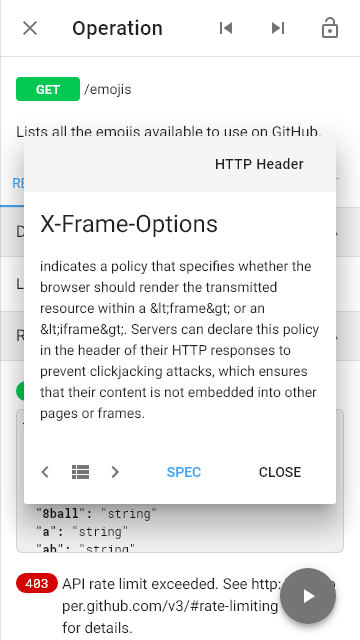 Operation
GET /emojis
Lists all the emojis available to use on GitHub.
HTTP Header
X-Frame-Options
indicates a policy that specifies whether the
browser should render the transmitted
resource within a &lt;frame&gt; or an
&lt;iframe&gt;. Servers can declare this policy
in the header of their HTTP responses to
prevent clickjacking attacks, which ensures
that their content is not embedded into other
pages or frames.
SPEC CLOSE
"8ball": "string"
"a": "string"
"ab": "string"
403 API rate limit exceeded. See http:
per.github.com/v3/#rate-limiting
for details.